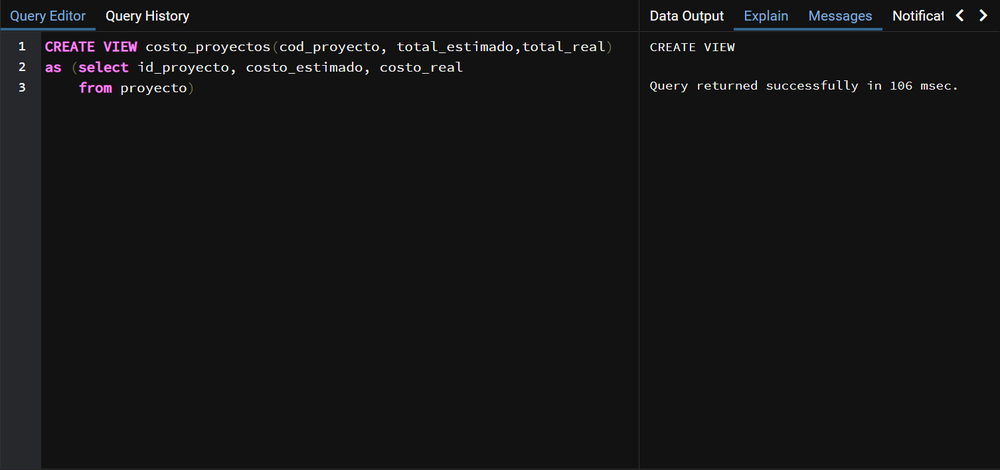 Query Editor Query History
1 CREATE VIEW costo_proyectos(cod_proyecto, total_estimado,total_real)
2 as (select id_proyecto, costo_estimado, costo_real
3 from proyecto)
Data Output Explain Messages Notificat
CREATE VIEW
Query returned successfully in 106 msec.